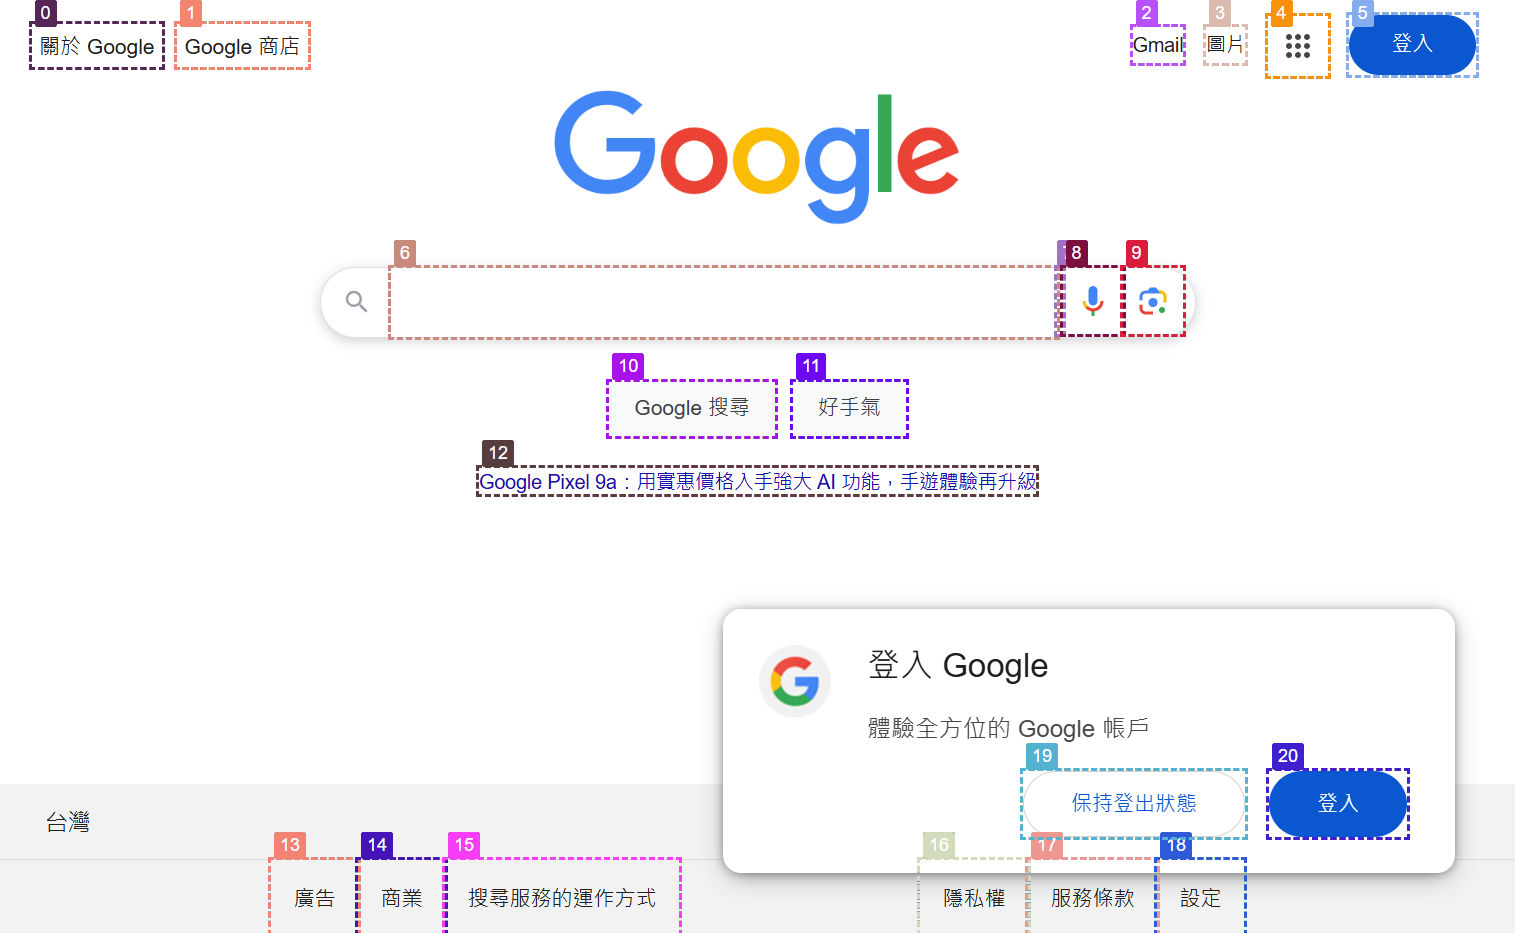 0
1
2
3
4
5
關於 Google
Google 商店
Gmail
圖片
登入
Google
6
8
9
10
11
Google 搜尋
好手氣
12
Google Pixel 9a：用實惠價格入手強大 AI 功能，手遊體驗再升級
登入 Google
體驗全方位的 Google 帳戶
19
20
保持登出狀態
登入
台灣
13
14
15
16
17
18
廣告
商業
搜尋服務的運作方式
隱私權
服務條款
設定